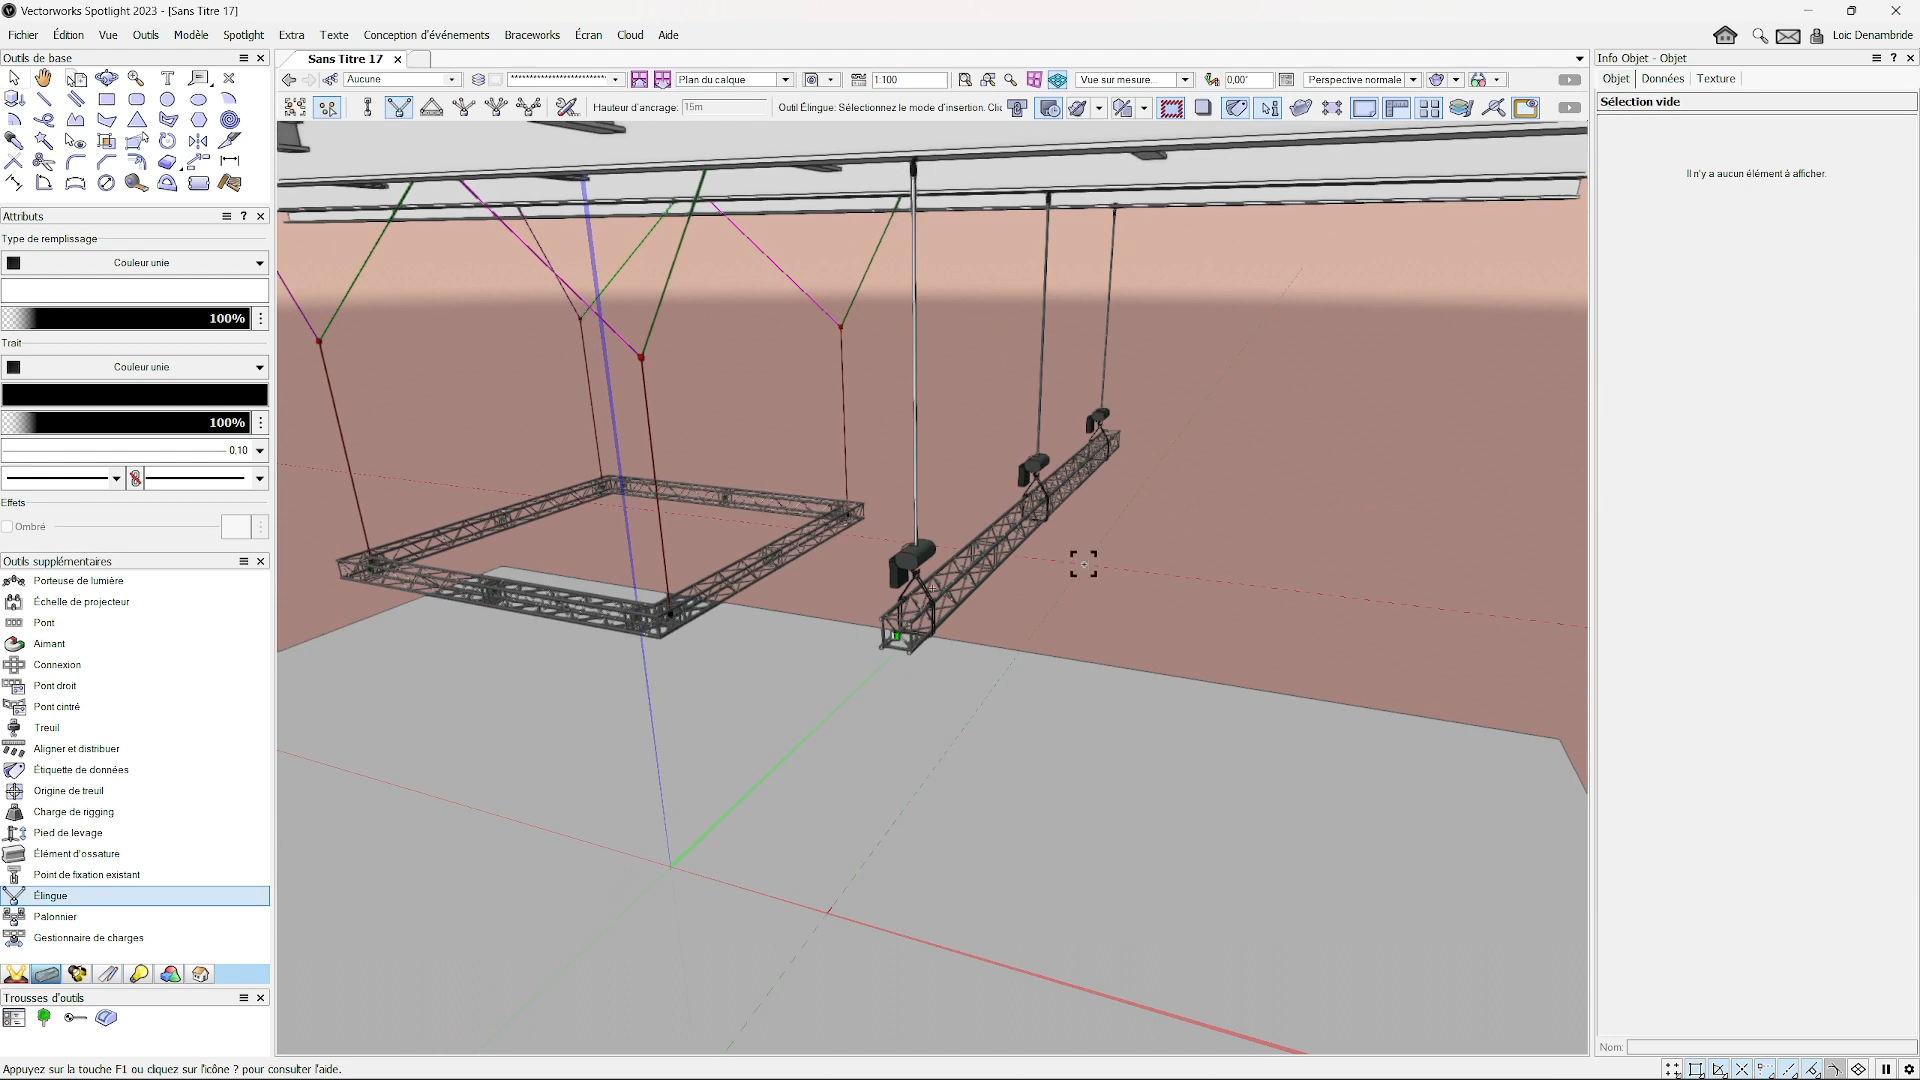 Vectorworks Spotlight 2023 - [Sans Titre 17]
Fichier Édition Vue Outils Modèle Spotlight Extra Texte Conception d'événements Braceworks Écran Cloud Aide Loic Denambride
Outils de base
Sans Titre 17
Info Objet - Objet
Aucune Plan du calque 1:100 Vue sur mesure... 0,00° Perspective normale
Objet Données Texture
Hauteur d'ancrage: 15m Outil Élingue: Sélectionnez le mode d'insertion. Clic
Sélection vide
Il n'y a aucun élément à afficher.
Attributs
Type de remplissage
Couleur unie
100%
Trait
Couleur unie
100%
0.10
Effets
Ombré
Outils supplémentaires
Porteuse de lumière
Échelle de projecteur
Pont
Aimant
Connexion
Pont droit
Pont cintré
Treuil
Aligner et distribuer
Étiquette de données
Origine de treuil
Charge de rigging
Pied de levage
Élément d'ossature
Point de fixation existant
Élingue
Palonnier
Gestionnaire de charges
Trousses d'outils
Nom:
Appuyez sur la touche F1 ou cliquez sur l'icône ? pour consulter l'aide.